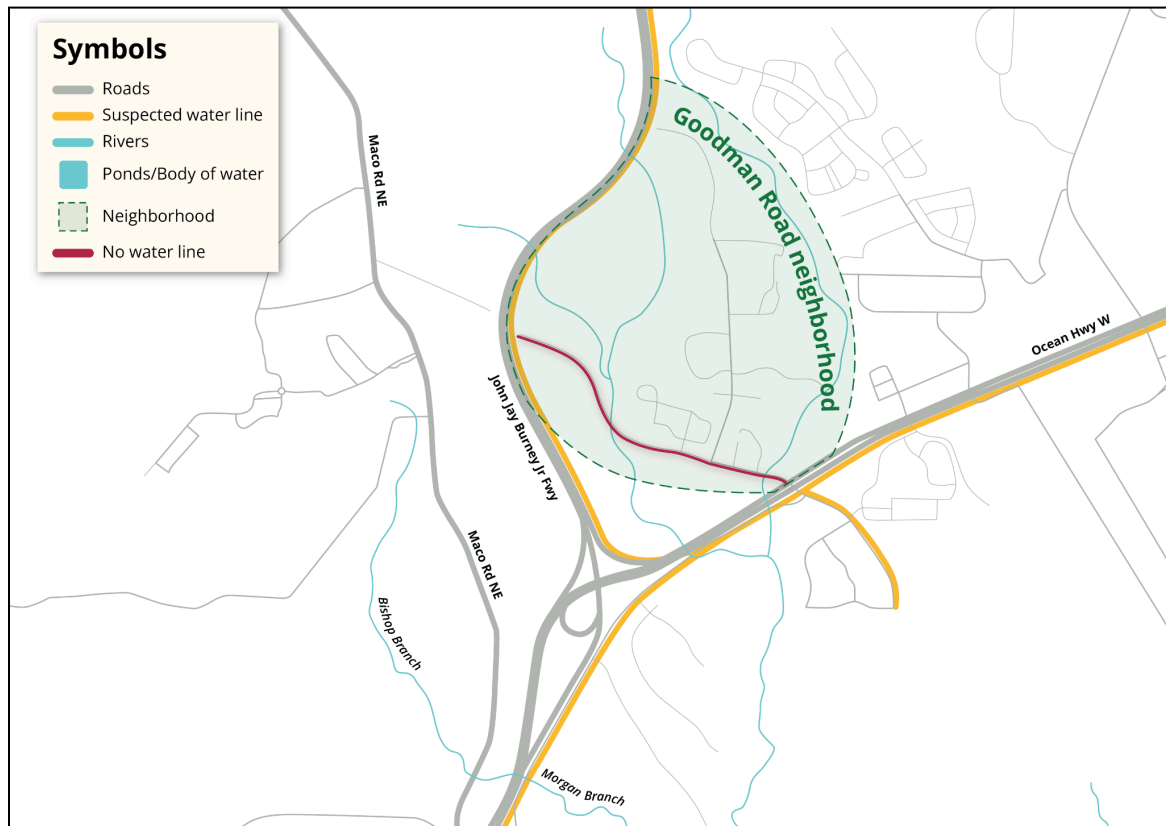 Symbols
Roads
Suspected water line
Rivers
Ponds/Body of water
Neighborhood
No water line
Maco Rd NE
Goodman Road neighborhood
Ocean Hwy W
John Jay Burney Jr Fwy
Maco Rd NE
Bishop Branch
Morgan Branch